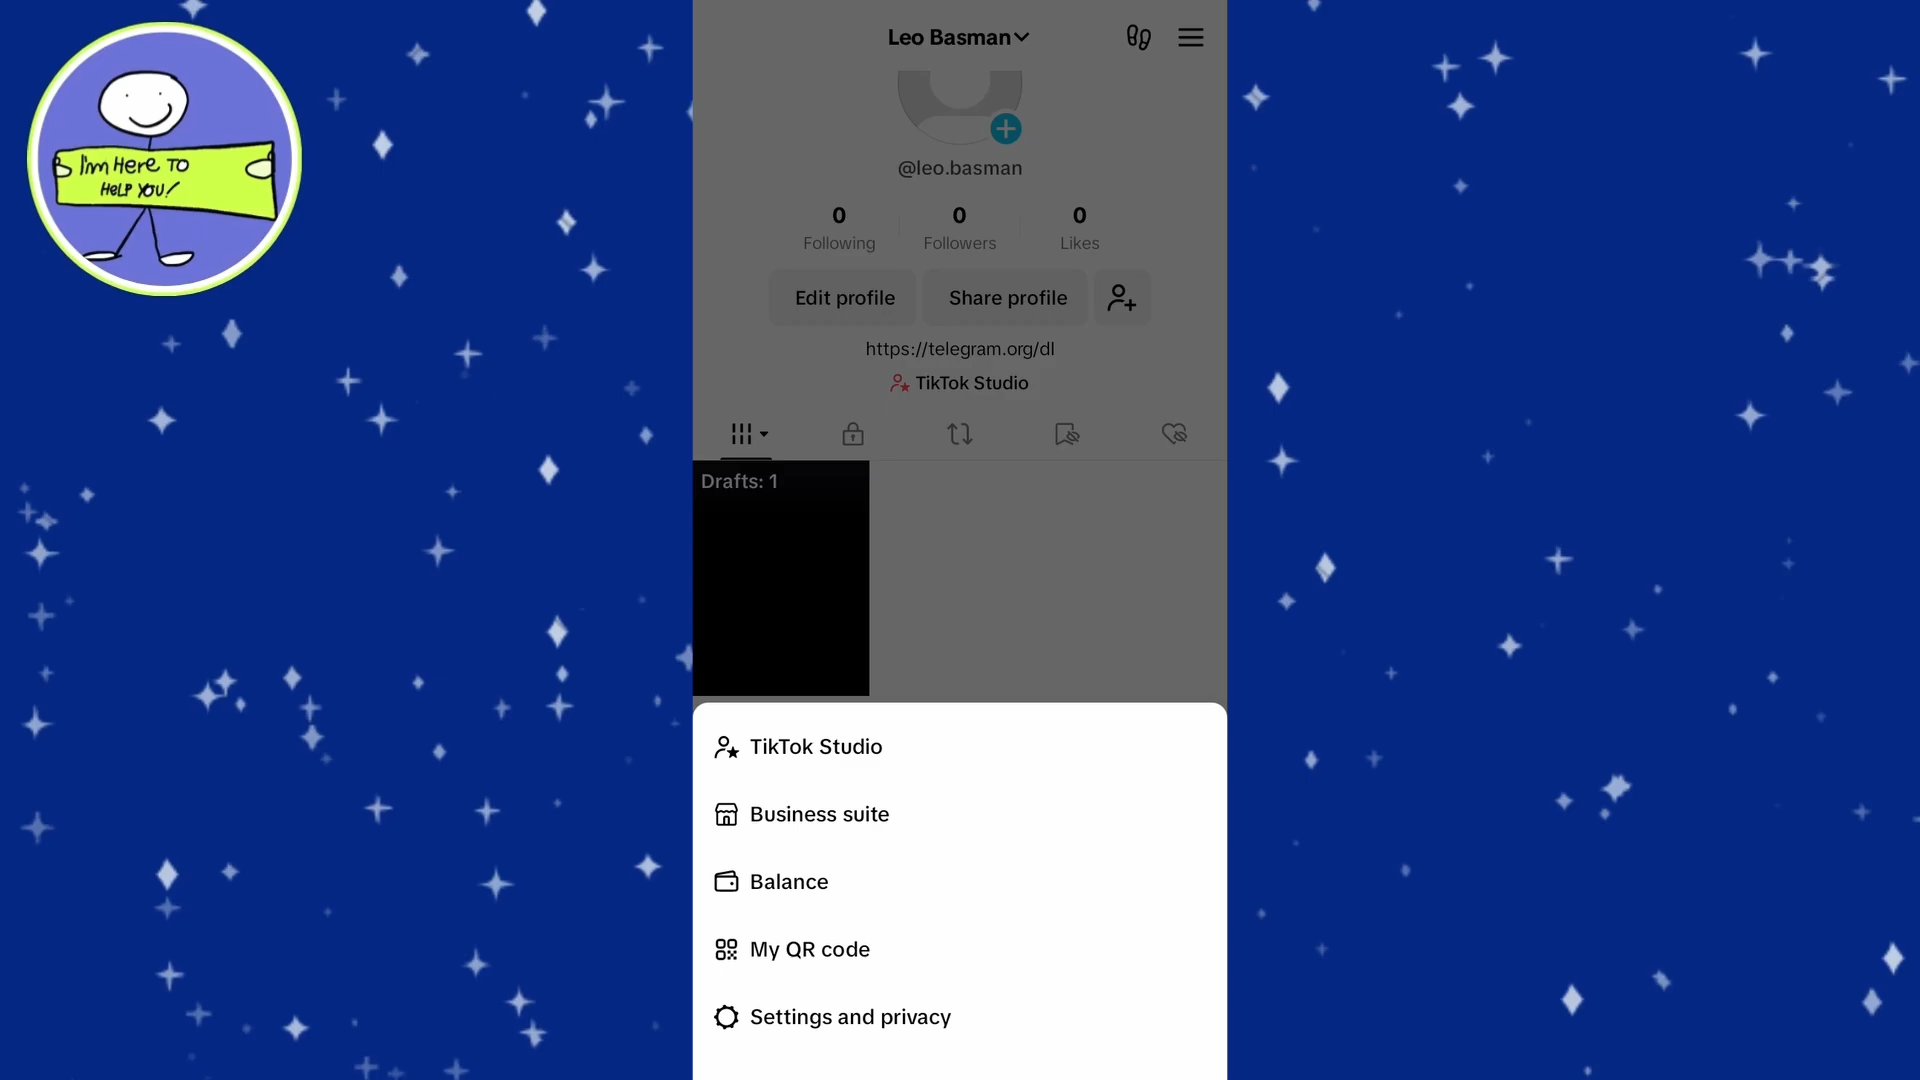 I'm Here To
HELP YOU!
Leo Basman
@leo.basman
0
Following
0
Followers
0
Likes
Edit profile
Share profile
https://telegram.org/dl
TikTok Studio
Drafts: 1
TikTok Studio
Business suite
Balance
My QR code
Settings and privacy